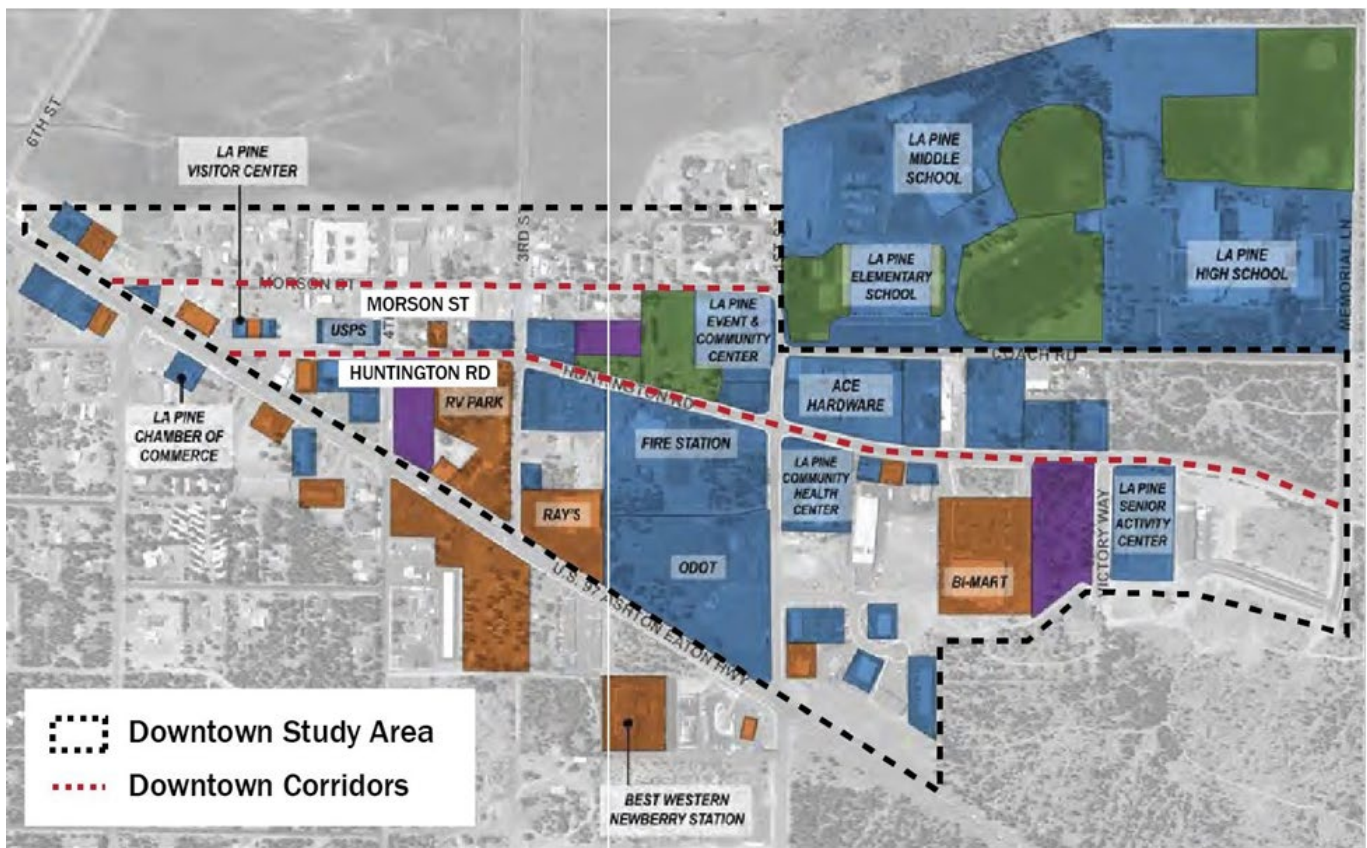 6TH ST
LA PINE
VISITOR CENTER
3RD S
LA PINE
MIDDLE
SCHOOL
LA PINE
ELEMENTARY
SCHOOL
LA PINE
HIGH SCHOOL
MEMORIAL LN
MORSON ST
MORSON ST
USPS
4TH
LA PINE
EVENT &
COMMUNITY
CENTER
COACH RD
HUNTINGTON RD
HUNTINGTON RD
RV PARK
ACE
HARDWARE
LA PINE
CHAMBER OF
COMMERCE
FIRE STATION
LA PINE
COMMUNITY
HEALTH
CENTER
LA PINE
SENIOR
ACTIVITY
CENTER
VICTORY WAY
RAY'S
ODOT
BI-MART
U.S. 97 ASHTON EATON HWY
BEST WESTERN
NEWBERRY STATION
Downtown Study Area
Downtown Corridors